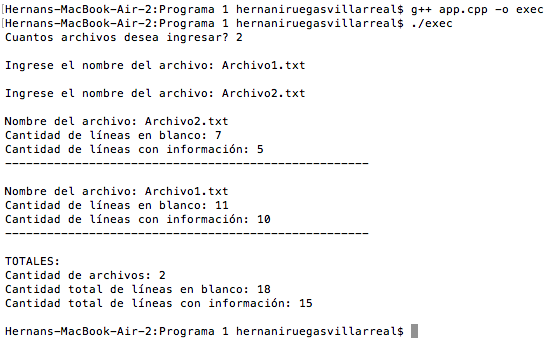 [Hernans-MacBook-Air-2:Programa 1 hernaniruegasvillarreal$ g++ app.cpp -o exec
[Hernans-MacBook-Air-2:Programa 1 hernaniruegasvillarreal$ ./exec
Cuantos archivos desea ingresar? 2
Ingrese el nombre del archivo: Archivo1.txt
Ingrese el nombre del archivo: Archivo2.txt
Nombre del archivo: Archivo2.txt
Cantidad de líneas en blanco: 7
Cantidad de líneas con información: 5
----------------------------------------------------
Nombre del archivo: Archivo1.txt
Cantidad de líneas en blanco: 11
Cantidad de líneas con información: 10
----------------------------------------------------
TOTALES:
Cantidad de archivos: 2
Cantidad total de líneas en blanco: 18
Cantidad total de líneas con información: 15
Hernans-MacBook-Air-2:Programa 1 hernaniruegasvillarreal$